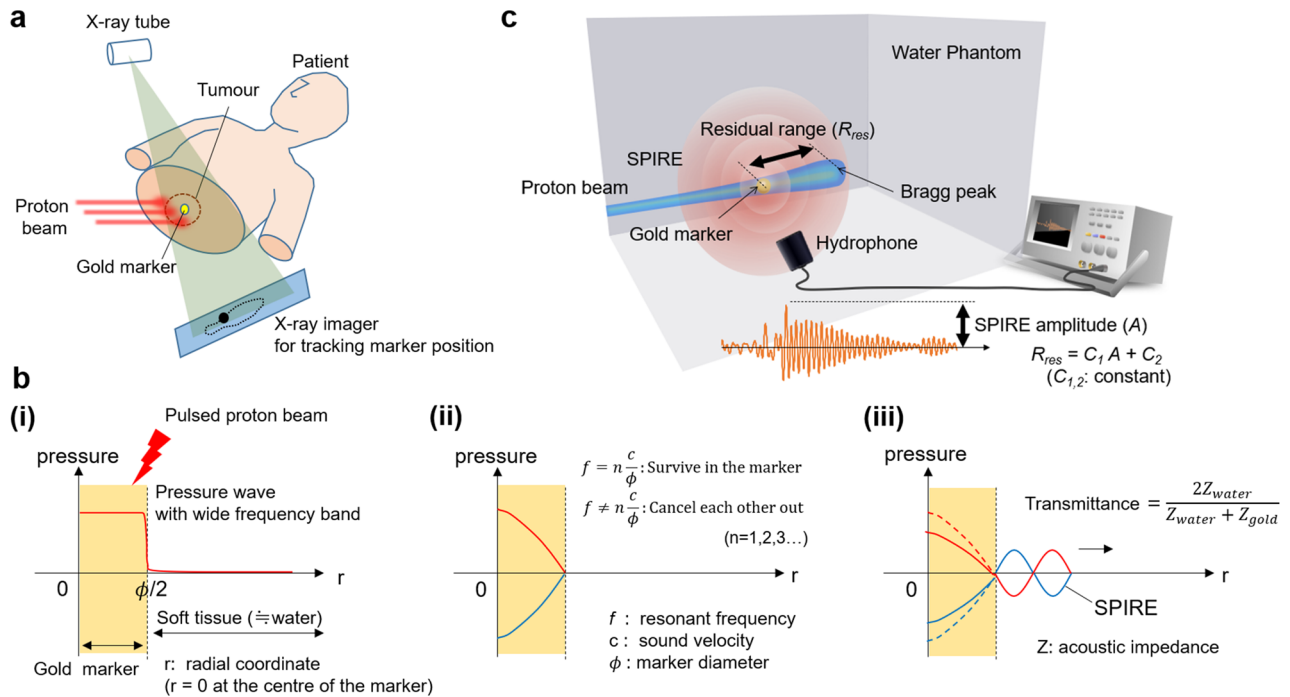 a
X-ray tube
Patient
Tumour
Proton
beam
Gold marker
X-ray imager
for tracking marker position
c
Water Phantom
Residual range (Rres)
SPIRE
Proton beam
Bragg peak
Gold marker
Hydrophone
SPIRE amplitude (A)
Rres = C1 A + C2
(C1,2: constant)
b
(i)
Pulsed proton beam
pressure
Pressure wave
with wide frequency band
0
ϕ/2
r
Soft tissue (≒water)
Gold marker
r: radial coordinate
(r = 0 at the centre of the marker)
(ii)
pressure
f = n c/ϕ : Survive in the marker
f ≠ n c/ϕ : Cancel each other out
(n=1,2,3…)
0
r
f : resonant frequency
c : sound velocity
ϕ : marker diameter
(iii)
pressure
Transmittance = 2Zwater / Zwater + Zgold
0
r
SPIRE
Z: acoustic impedance